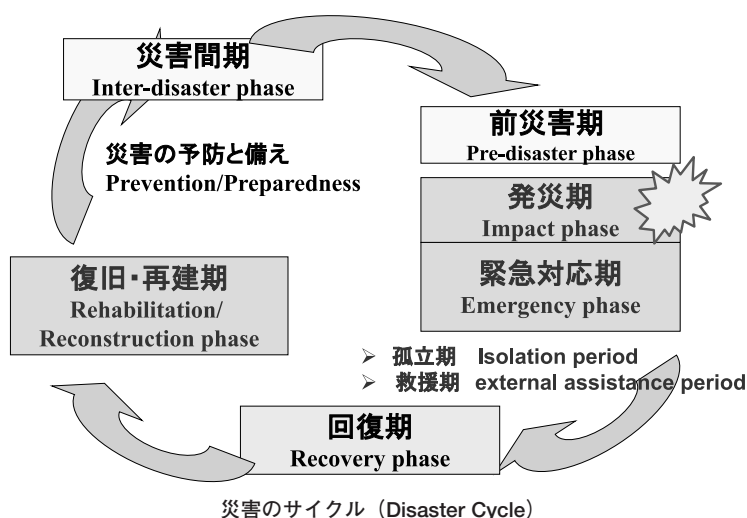 災害間期
Inter-disaster phase
前災害期
Pre-disaster phase
災害の予防と備え
Prevention/Preparedness
発災期
Impact phase
緊急対応期
Emergency phase
復旧・再建期
Rehabilitation/
Reconstruction phase
➢ 孤立期 Isolation period
➢ 救援期 external assistance period
回復期
Recovery phase
災害のサイクル（Disaster Cycle）